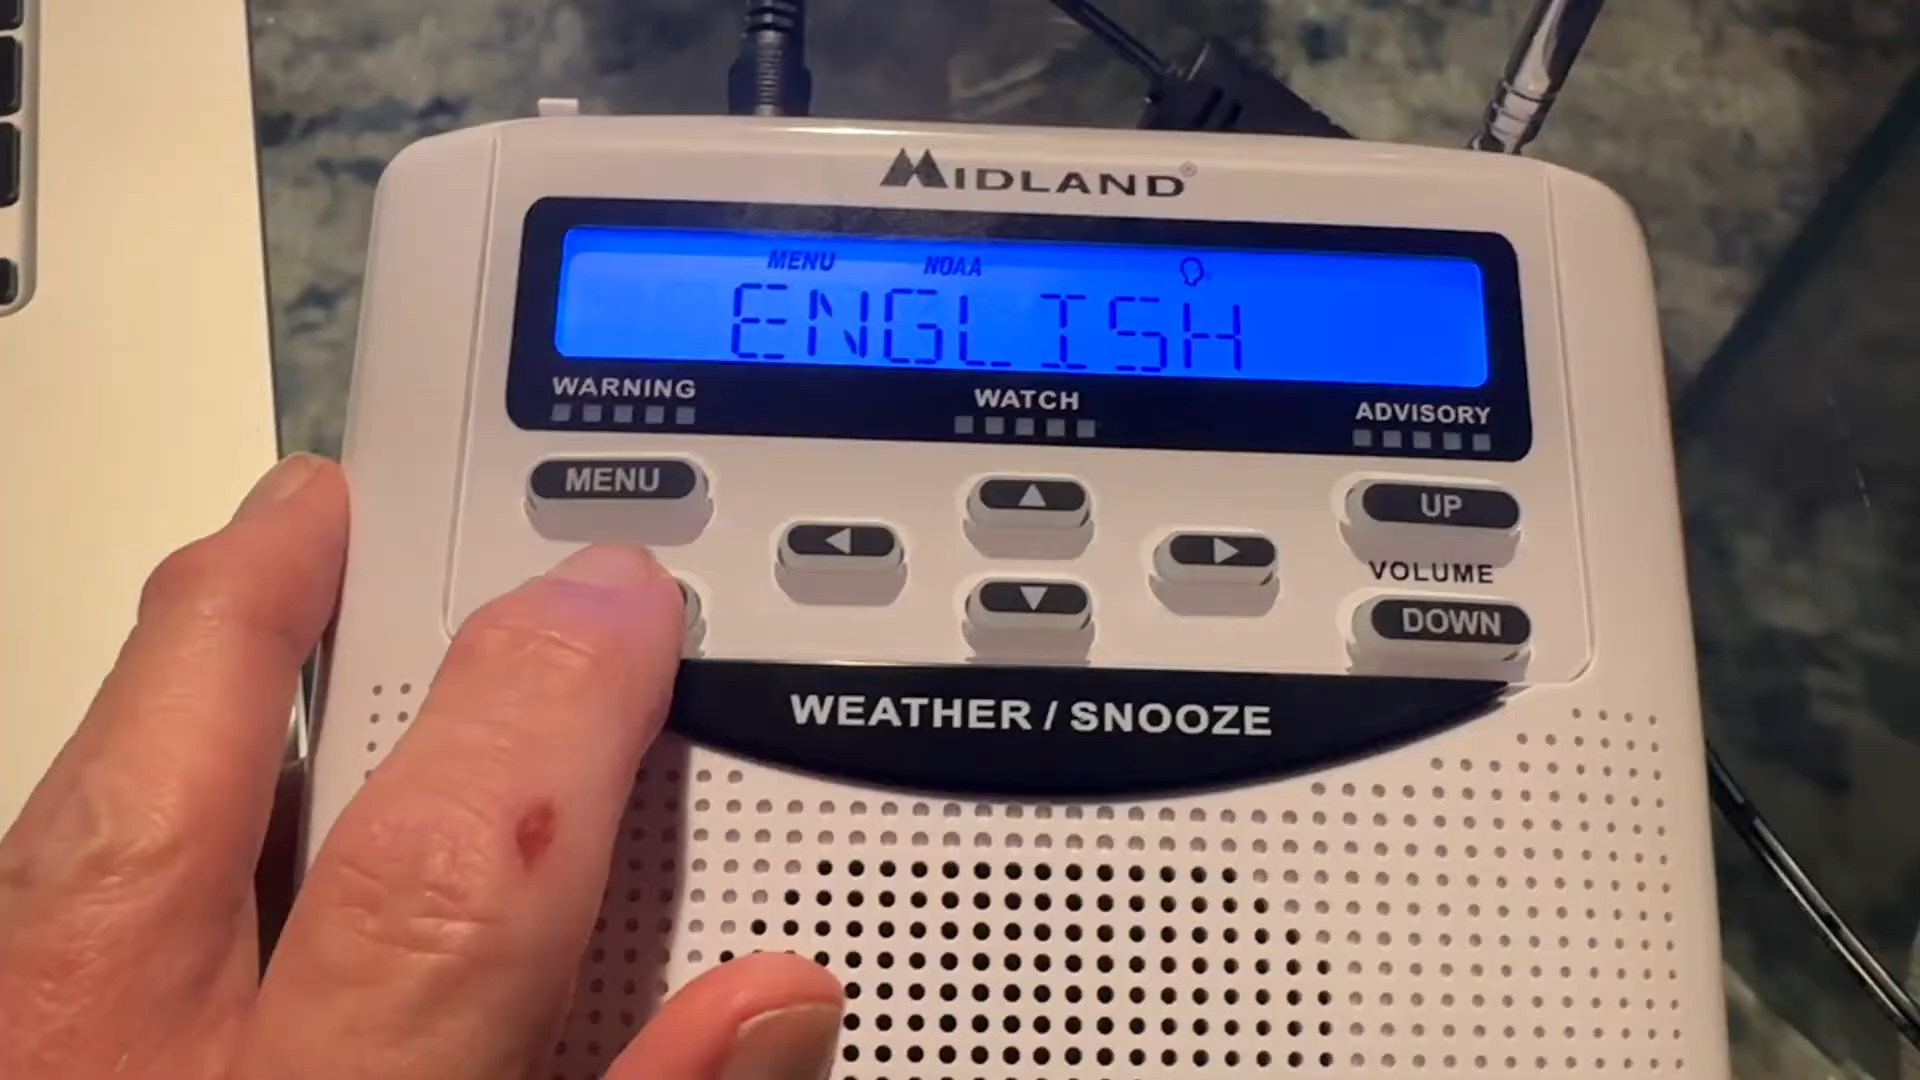 MIDLAND®
MENU NOAA
ENGLISH
WARNING WATCH ADVISORY
MENU
UP
VOLUME
DOWN
WEATHER / SNOOZE